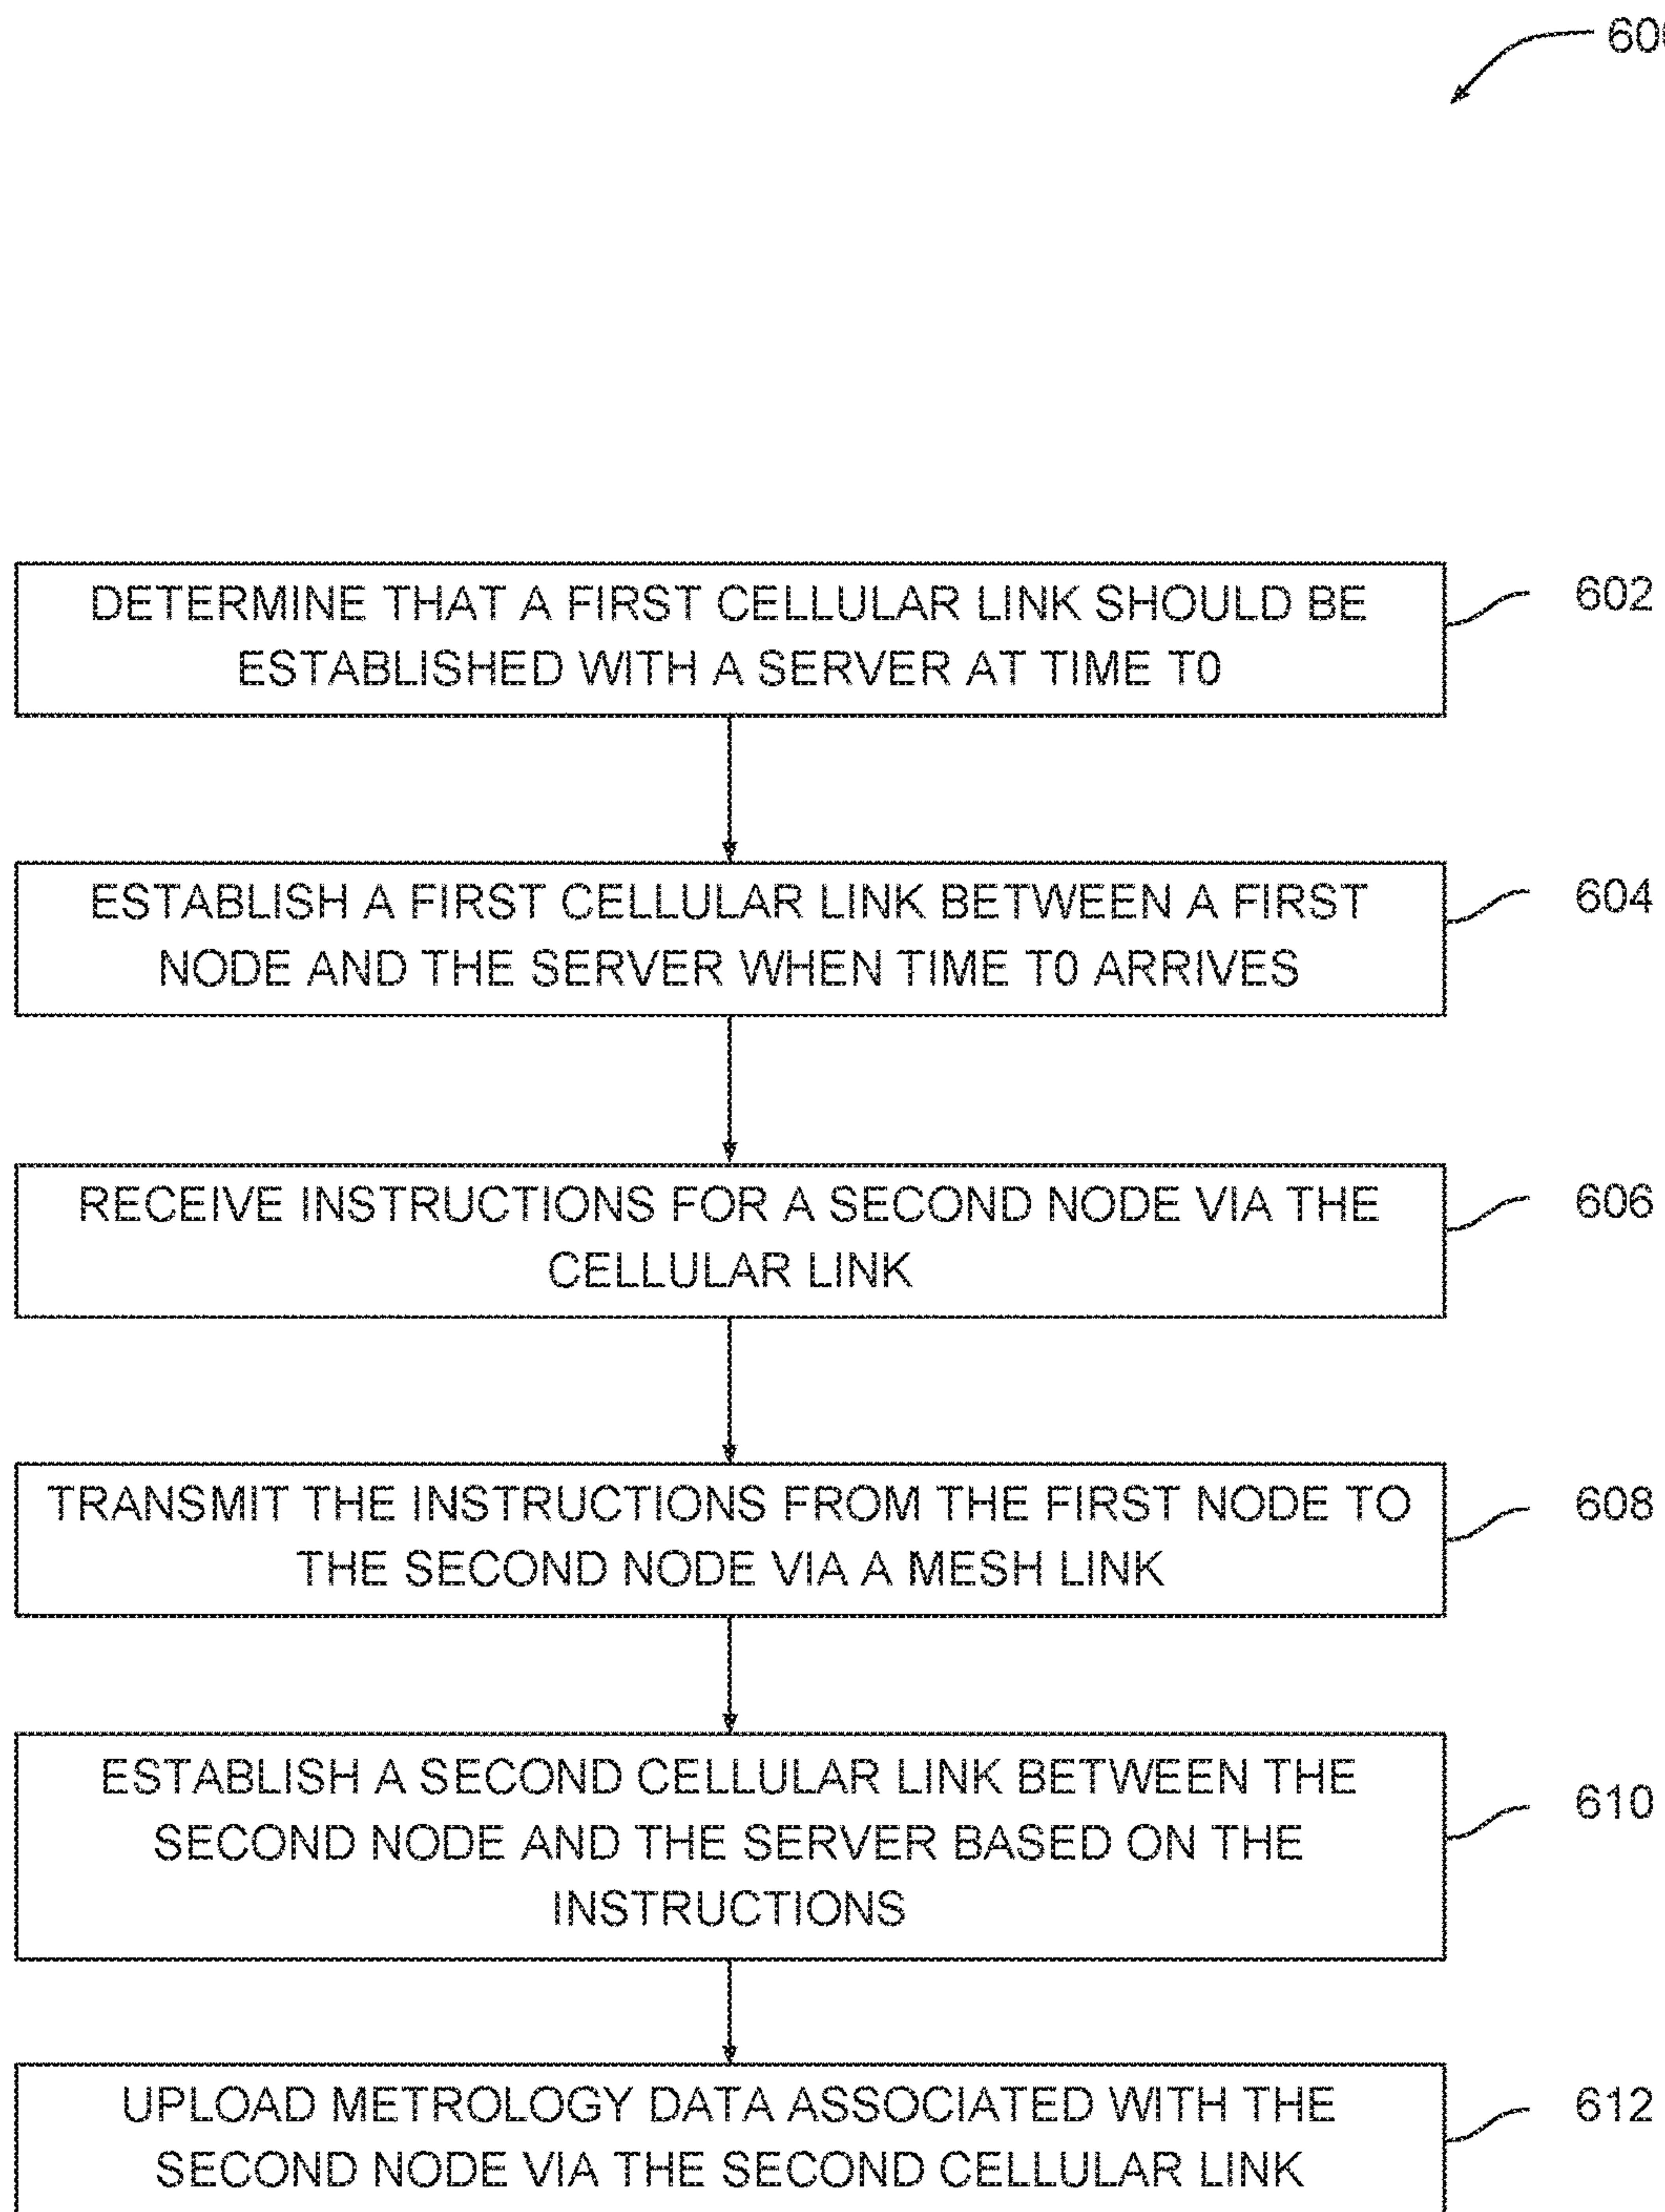 DETERMINE THAT A FIRST CELLULAR LINK SHOULD BE
ESTABLISHED WITH A SERVER AT TIME T0
602
ESTABLISH A FIRST CELLULAR LINK BETWEEN A FIRST
NODE AND THE SERVER WHEN TIME T0 ARRIVES
604
RECEIVE INSTRUCTIONS FOR A SECOND NODE VIA THE
CELLULAR LINK
606
TRANSMIT THE INSTRUCTIONS FROM THE FIRST NODE TO
THE SECOND NODE VIA A MESH LINK
608
ESTABLISH A SECOND CELLULAR LINK BETWEEN THE
SECOND NODE AND THE SERVER BASED ON THE
INSTRUCTIONS
610
UPLOAD METROLOGY DATA ASSOCIATED WITH THE
SECOND NODE VIA THE SECOND CELLULAR LINK
612